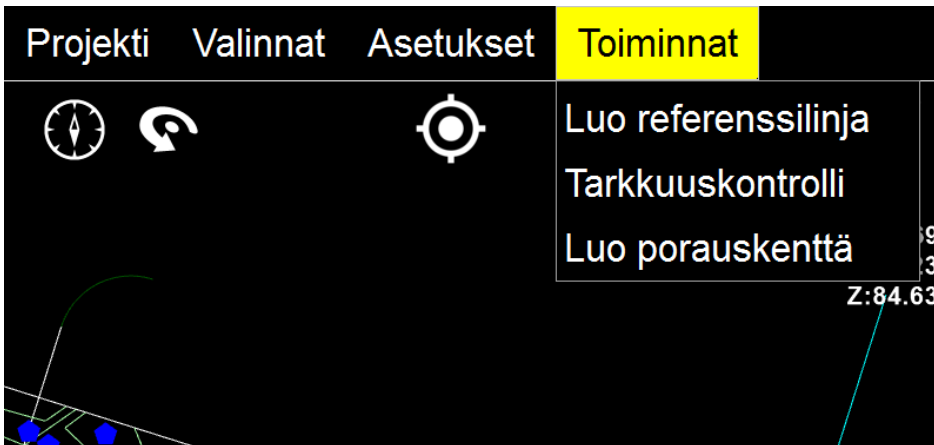 Projekti Valinnat Asetukset Toiminnat
Luo referenssilinja
Tarkkuuskontrolli
Luo porauskenttä
Z:84.63